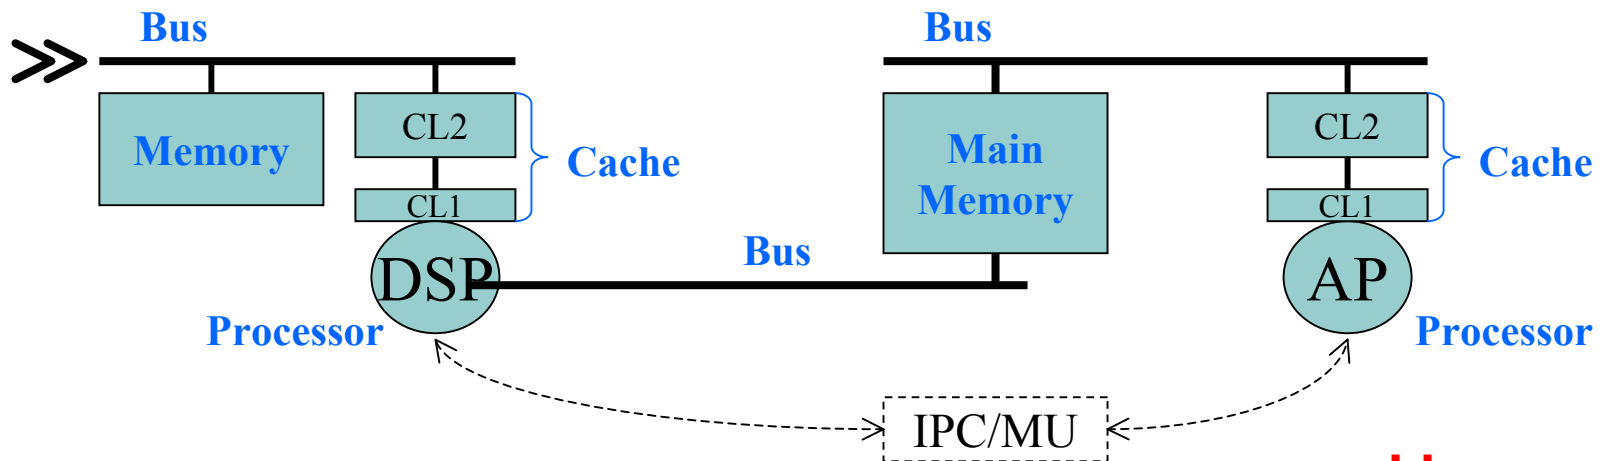 Bus
Bus
Memory
CL2
Cache
CL1
Main
Memory
CL2
Cache
CL1
Bus
DSP
AP
Processor
Processor
IPC/MU